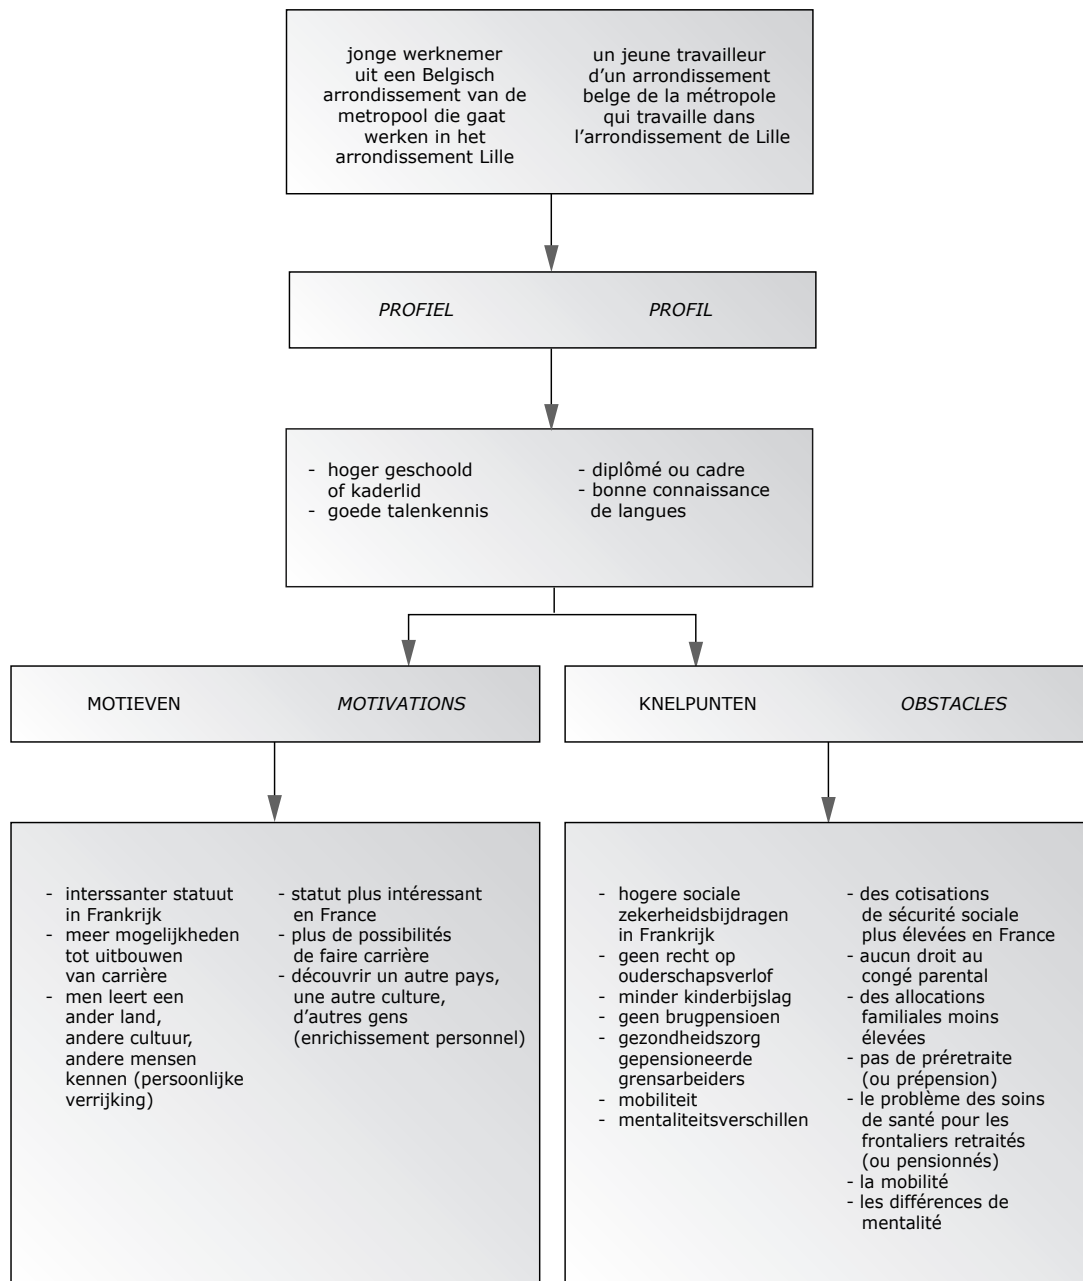 jonge werknemer
uit een Belgisch
arrondissement van de
metropool die gaat
werken in het
arrondissement Lille
un jeune travailleur
d'un arrondissement
belge de la métropole
qui travaille dans
l'arrondissement de Lille
PROFIEL
PROFIL
- hoger geschoold
of kaderlid
- goede talenkennis
- diplômé ou cadre
- bonne connaissance
de langues
MOTIEVEN
MOTIVATIONS
KNELPUNTEN
OBSTACLES
- interssanter statuut
in Frankrijk
- meer mogelijkheden
tot uitbouwen
van carrière
- men leert een
ander land,
andere cultuur,
andere mensen
kennen (persoonlijke
verrijking)
- statut plus intéressant
en France
- plus de possibilités
de faire carrière
- découvrir un autre pays,
une autre culture,
d'autres gens
(enrichissement personnel)
- hogere sociale
zekerheidsbijdragen
in Frankrijk
- geen recht op
ouderschapsverlof
- minder kinderbijslag
- geen brugpensioen
- gezondheidszorg
gepensioneerde
grensarbeiders
- mobiliteit
- mentaliteitsverschillen
- des cotisations
de sécurité sociale
plus élevées en France
- aucun droit au
congé parental
- des allocations
familiales moins
élevées
- pas de préretraite
(ou prépension)
- le problème des soins
de santé pour les
frontaliers retraités
(ou pensionnés)
- la mobilité
- les différences de
mentalité